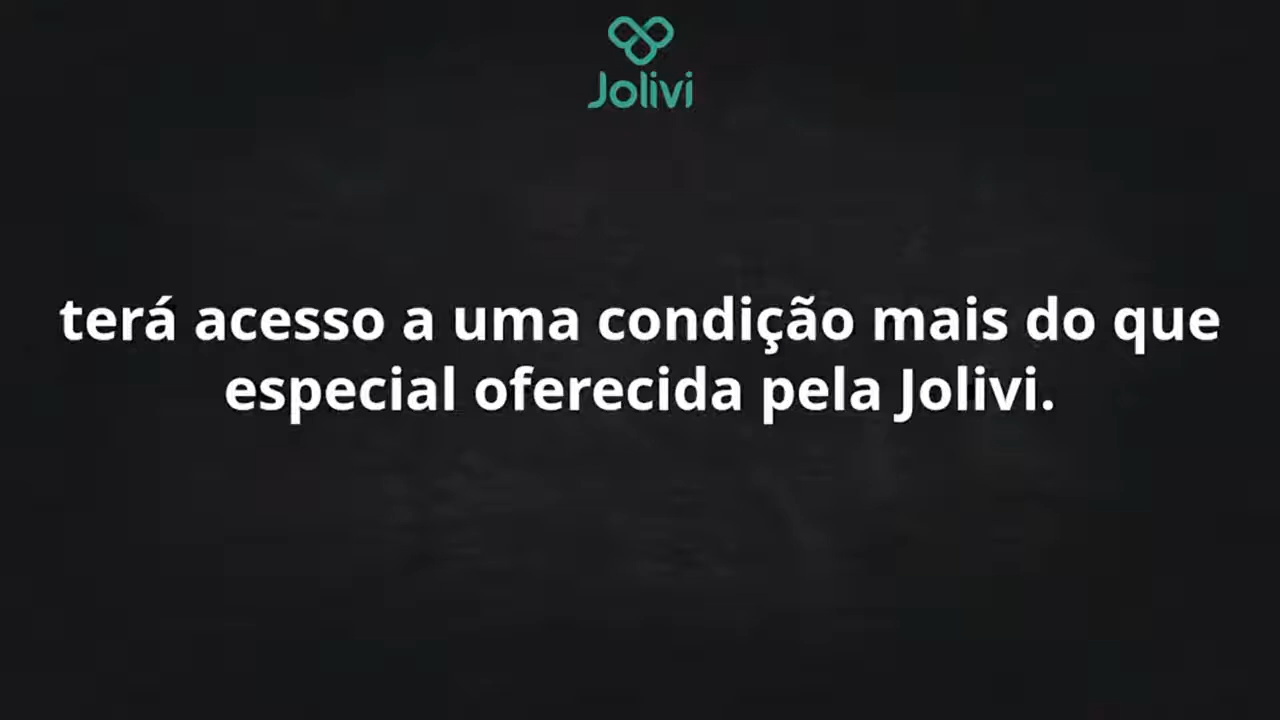 Jolivi
terá acesso a uma condição mais do que
especial oferecida pela Jolivi.